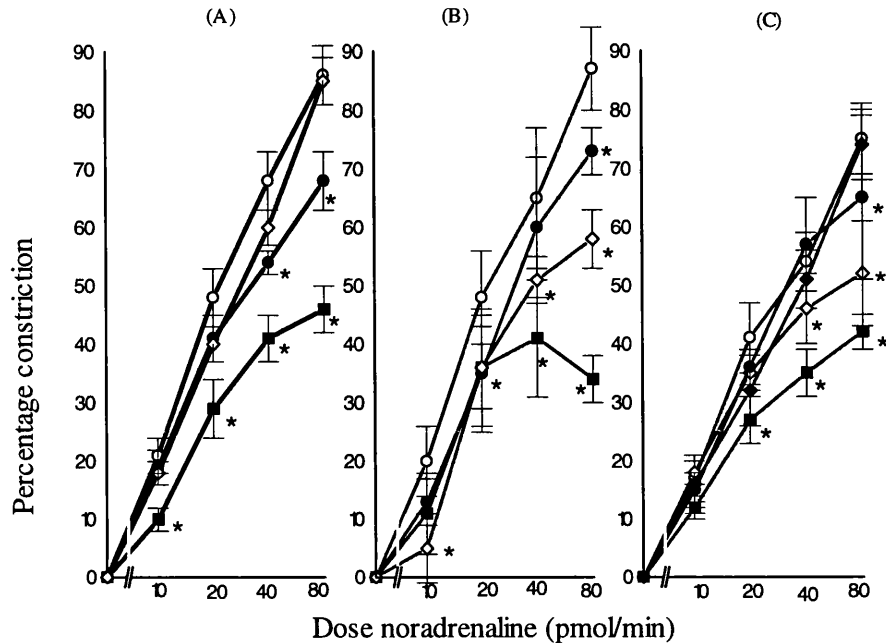 (A) (B) (C)
Percentage constriction
90 90 90
80 80 80
70 70 70
60 60 60
50 50 50
40 40 40
30 30 30
20 20 20
10 10 10
0 0 0
* * * * * * * * * * * * * * * * * *
10 20 40 80 10 20 40 80 10 20 40 80
Dose noradrenaline (pmol/min)